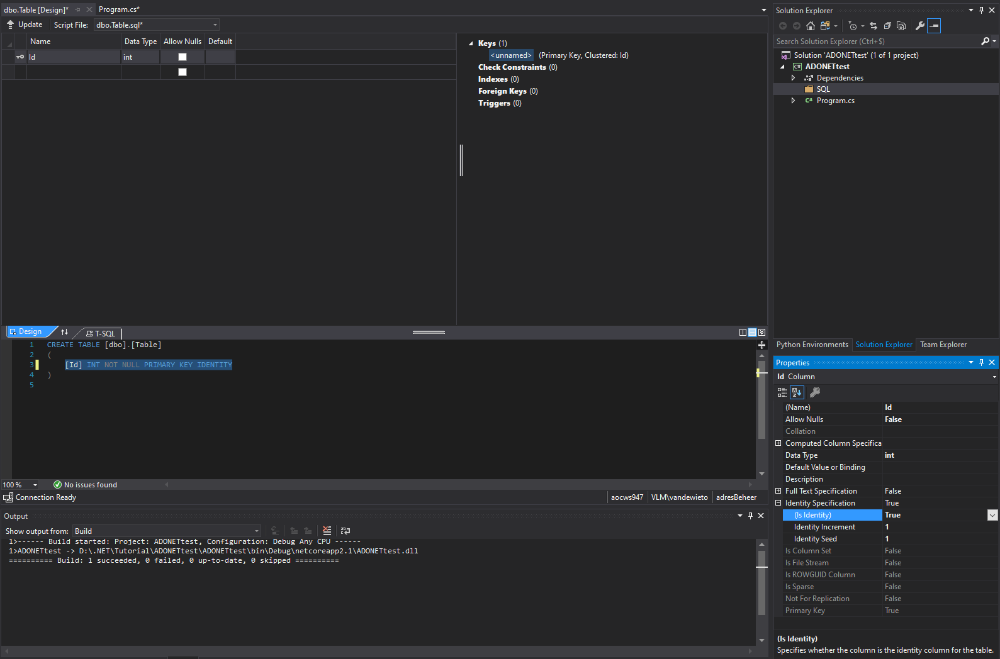 dbo.Table [Design]*
Program.cs*
Update
Script File:
dbo.Table.sql*
Name
Data Type
Allow Nulls
Default
Id
int
Keys (1)
<unnamed> (Primary Key, Clustered: Id)
Check Constraints (0)
Indexes (0)
Foreign Keys (0)
Triggers (0)
Design
T-SQL
1 CREATE TABLE [dbo].[Table]
2 (
3 [Id] INT NOT NULL PRIMARY KEY IDENTITY
4 )
5
100 %
No issues found
Connection Ready
aocws947
VLM\vandewieto
adresBeheer
Output
Show output from: Build
1>------ Build started: Project: ADONETtest, Configuration: Debug Any CPU ------
1>ADONETtest -> D:\.NET\Tutorial\ADONETtest\ADONETtest\bin\Debug\netcoreapp2.1\ADONETtest.dll
========== Build: 1 succeeded, 0 failed, 0 up-to-date, 0 skipped ==========
Solution Explorer
Search Solution Explorer (Ctrl+$)
Solution 'ADONETtest' (1 of 1 project)
C# ADONETtest
Dependencies
SQL
C# Program.cs
Python Environments
Solution Explorer
Team Explorer
Properties
Id Column
(Name) Id
Allow Nulls False
Collation
Computed Column Specifica
Data Type int
Default Value or Binding
Description
Full Text Specification False
Identity Specification True
(Is Identity) True
Identity Increment 1
Identity Seed 1
Is Column Set False
Is File Stream False
Is ROWGUID Column False
Is Sparse False
Not For Replication False
Primary Key True
(Is Identity)
Specifies whether the column is the identity column for the table.